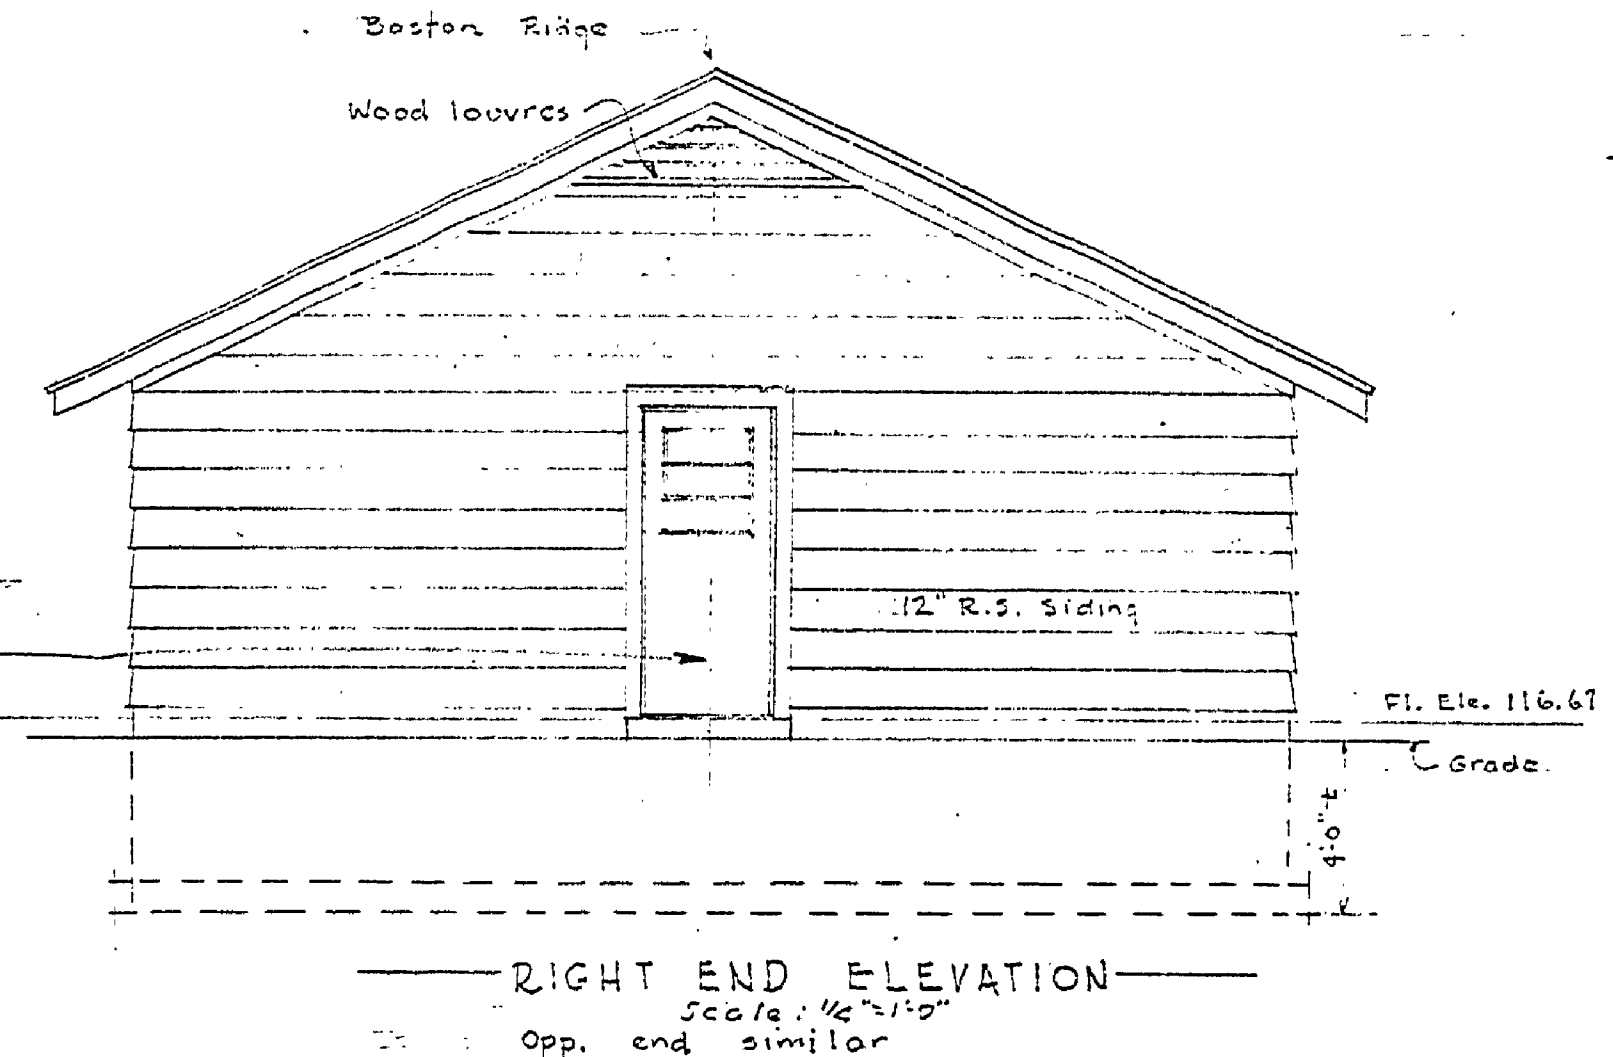 Boston Ridge
Wood louvres
12" R.S. Siding
Fl. Ele. 116.67
Grade
4'-0" ±
RIGHT END ELEVATION
Scale: 1/4"=1'-0"
Opp. end similar